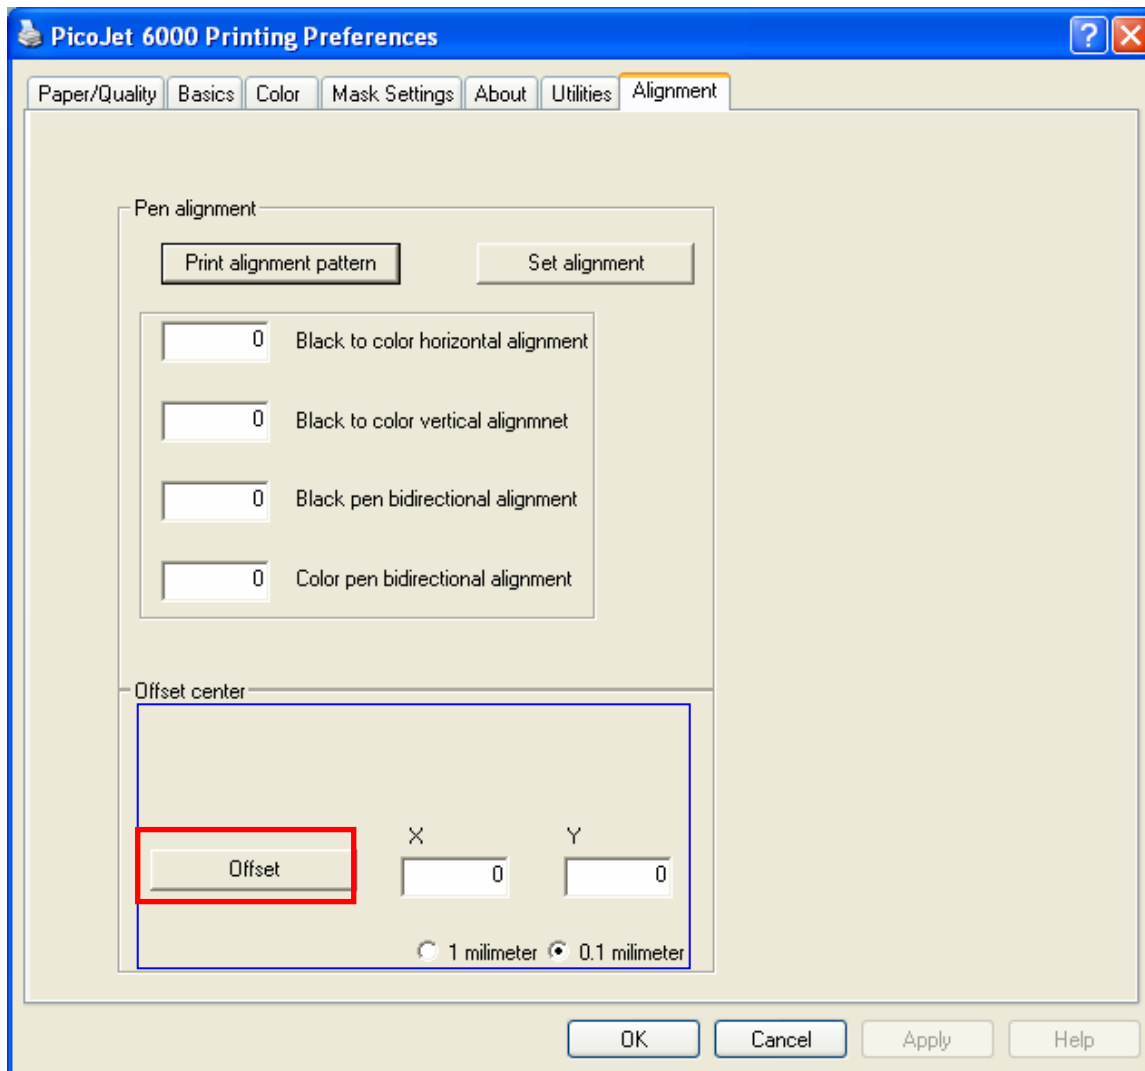 PicoJet 6000 Printing Preferences
Paper/Quality Basics Color Mask Settings About Utilities Alignment
Pen alignment
Print alignment pattern Set alignment
0 Black to color horizontal alignment
0 Black to color vertical alignmnet
0 Black pen bidirectional alignment
0 Color pen bidirectional alignment
Offset center
X Y
Offset 0 0
1 milimeter 0.1 milimeter
OK Cancel Apply Help